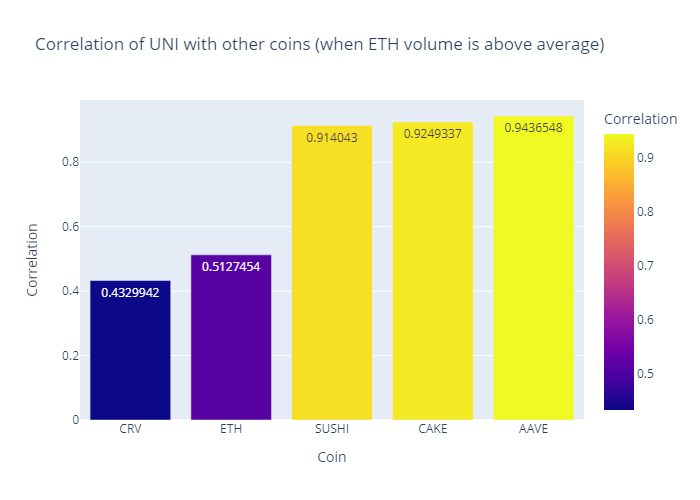 Correlation of UNI with other coins (when ETH volume is above average)
Correlation
0.9436548
0.9249337
0.914043
0.9
0.8
0.8
0.7
0.6
0.5127454
0.6
0.4329942
0.4
0.5
0.2
0
CRV
ETH
SUSHI
CAKE
AAVE
Coin
Correlation